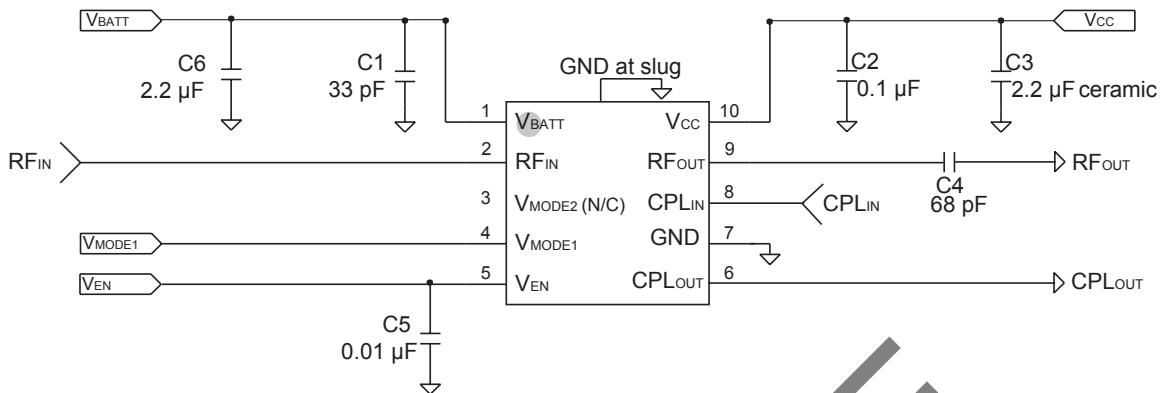 VBATT
VCC
C6
2.2 µF
C1
33 pF
GND at slug
C2
0.1 µF
C3
2.2 µF ceramic
1
VBATT
VCC
10
RFIN
2
RFIN
RFOUT
9
C4
68 pF
RFOUT
3
VMODE2 (N/C)
CPLIN
8
CPLIN
VMODE1
4
VMODE1
GND
7
VEN
5
VEN
CPLOUT
6
CPLOUT
C5
0.01 µF